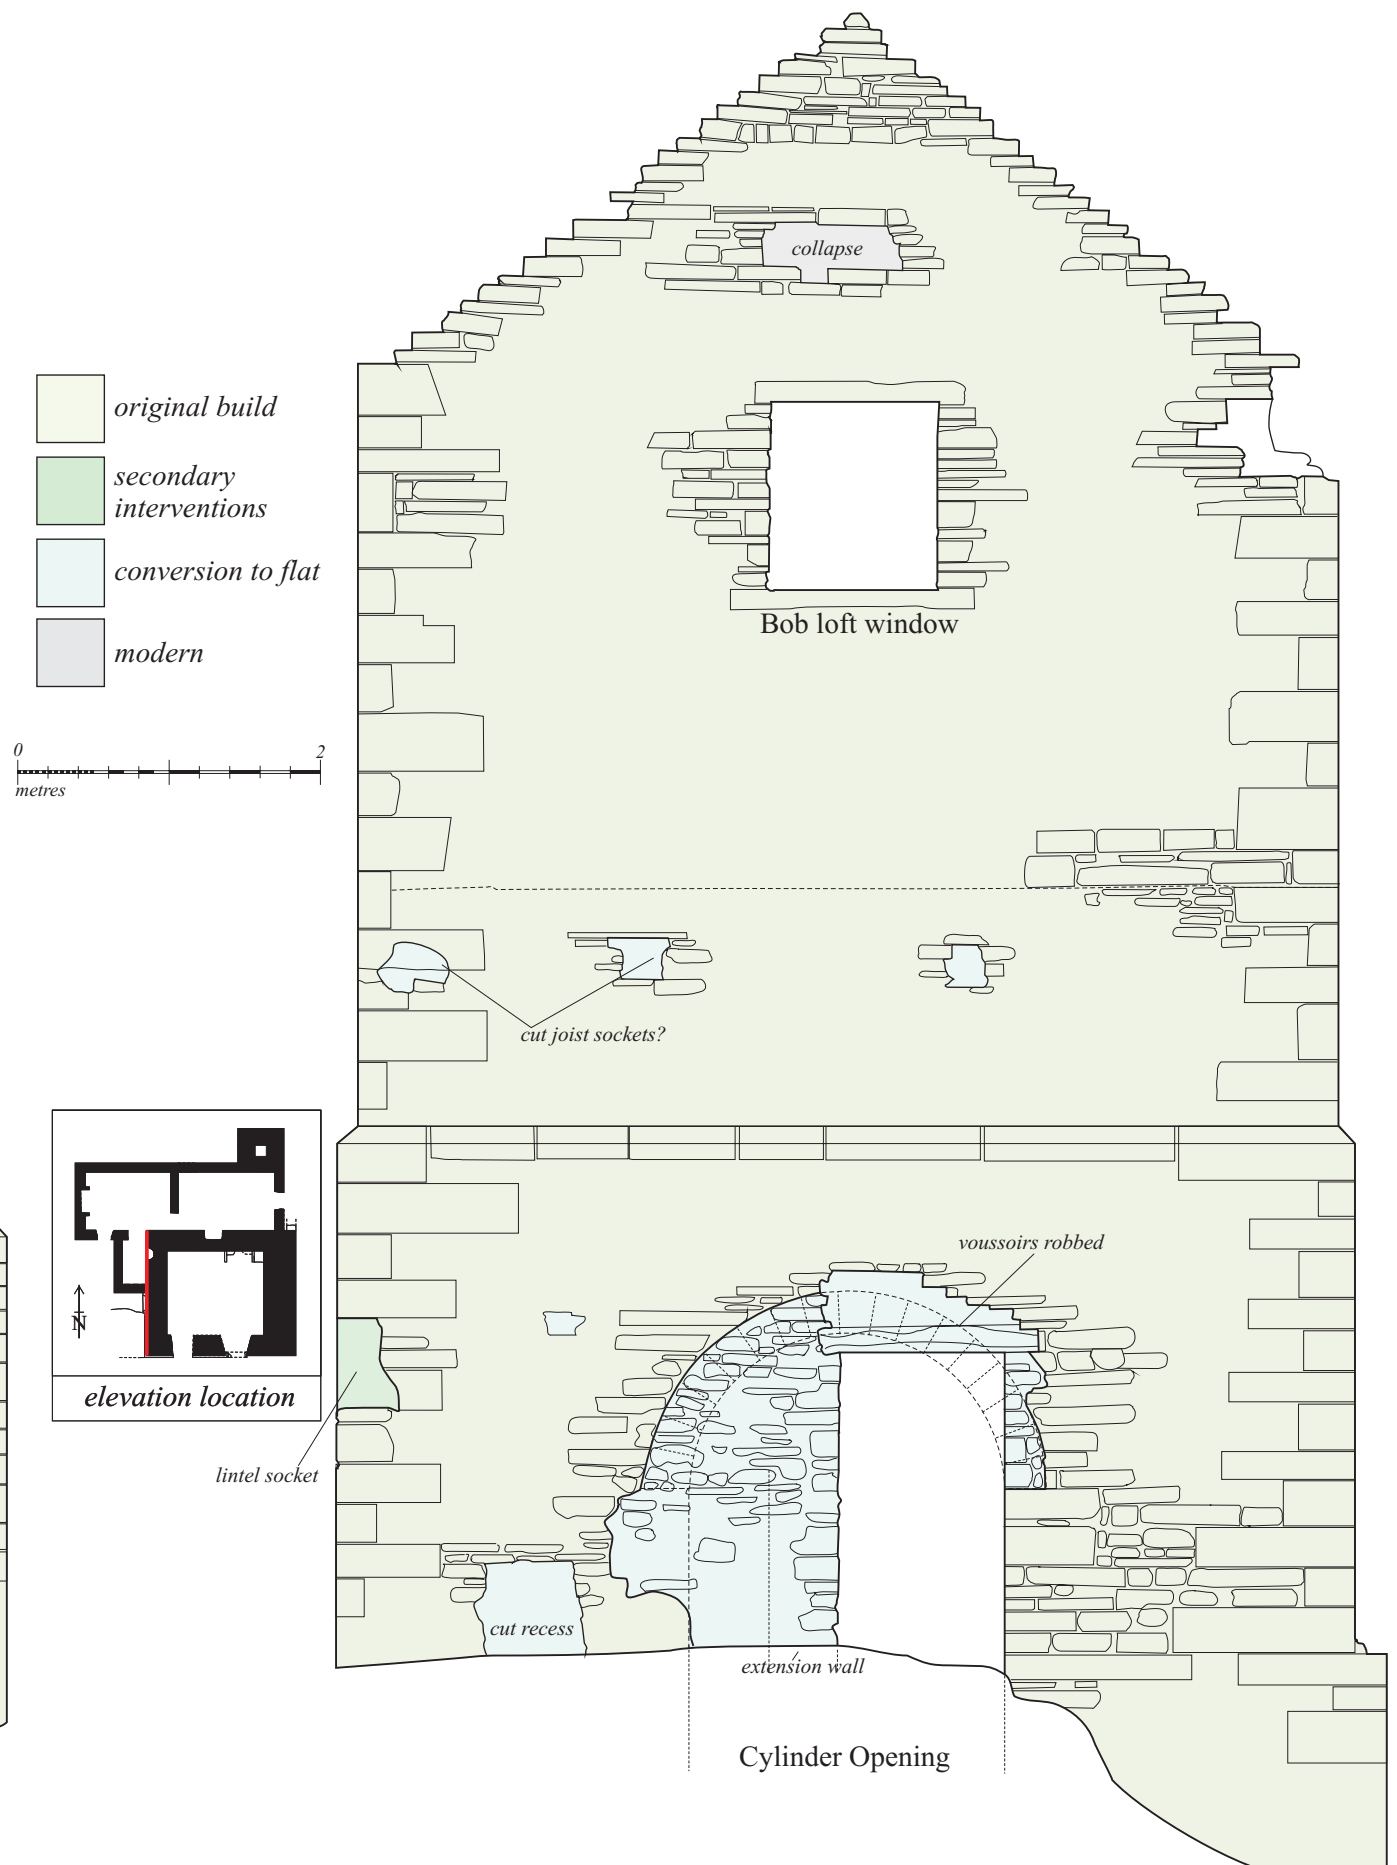 collapse
original build
secondary
interventions
conversion to flat
modern
Bob loft window
0 2
metres
cut joist sockets?
N
elevation location
voussoirs robbed
lintel socket
cut recess
extension wall
Cylinder Opening